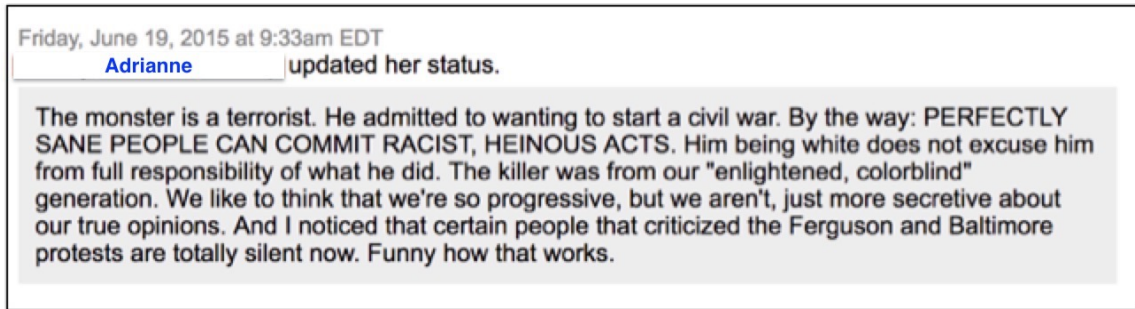 Friday, June 19, 2015 at 9:33am EDT
Adrianne updated her status.
The monster is a terrorist. He admitted to wanting to start a civil war. By the way: PERFECTLY
SANE PEOPLE CAN COMMIT RACIST, HEINOUS ACTS. Him being white does not excuse him
from full responsibility of what he did. The killer was from our "enlightened, colorblind"
generation. We like to think that we're so progressive, but we aren't, just more secretive about
our true opinions. And I noticed that certain people that criticized the Ferguson and Baltimore
protests are totally silent now. Funny how that works.